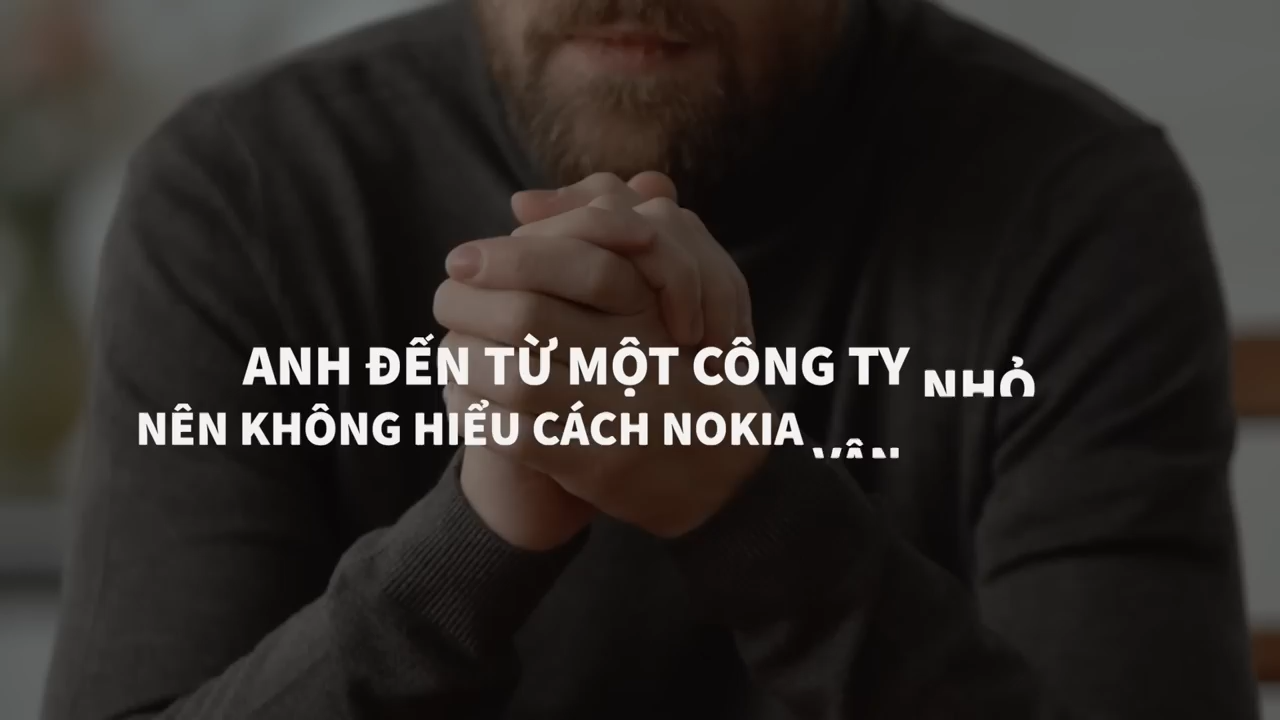 ANH ĐẾN TỪ MỘT CÔNG TY NHỎ
NÊN KHÔNG HIỂU CÁCH NOKIA